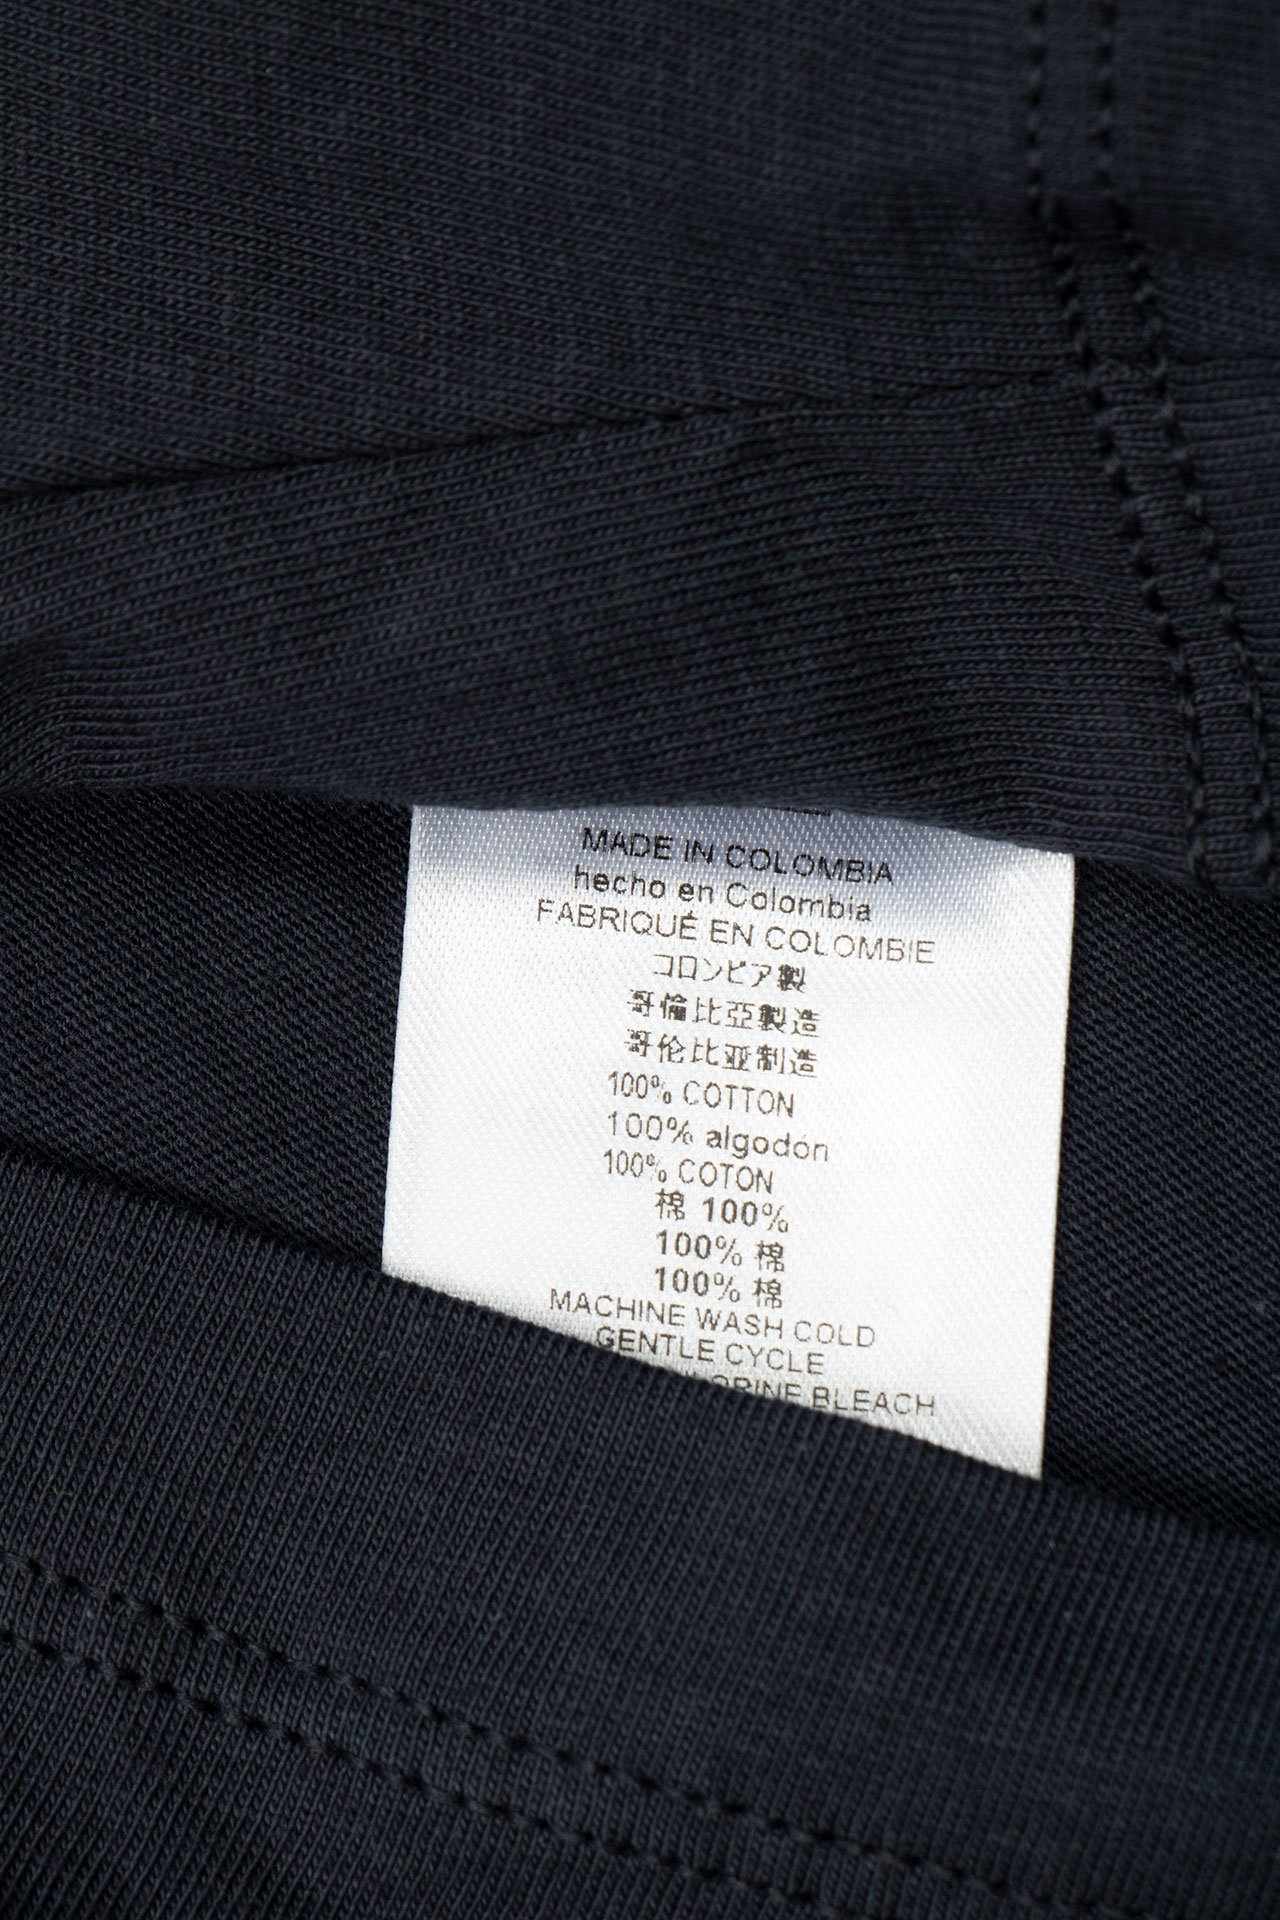 MADE IN COLOMBIA
hecho en Colombia
FABRIQUÉ EN COLOMBIE
コロンビア製
哥倫比亞製造
哥伦比亚制造
100% COTTON
100% algodón
100% COTON
棉 100%
100% 棉
100% 棉
MACHINE WASH COLD
GENTLE CYCLE
BLEACH